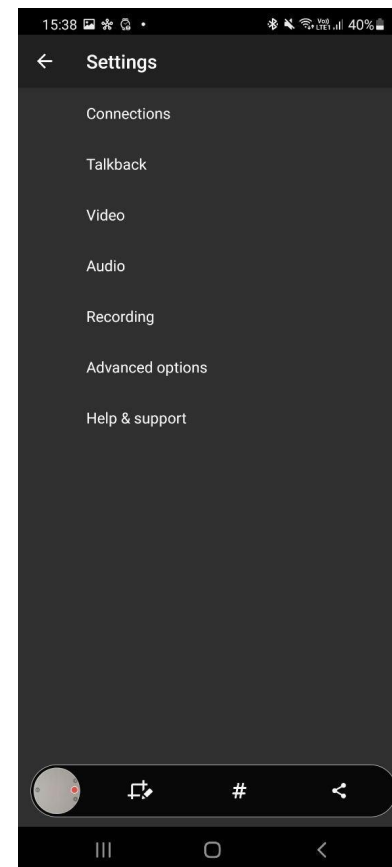 15:38 40%
Settings
Connections
Talkback
Video
Audio
Recording
Advanced options
Help & support
#